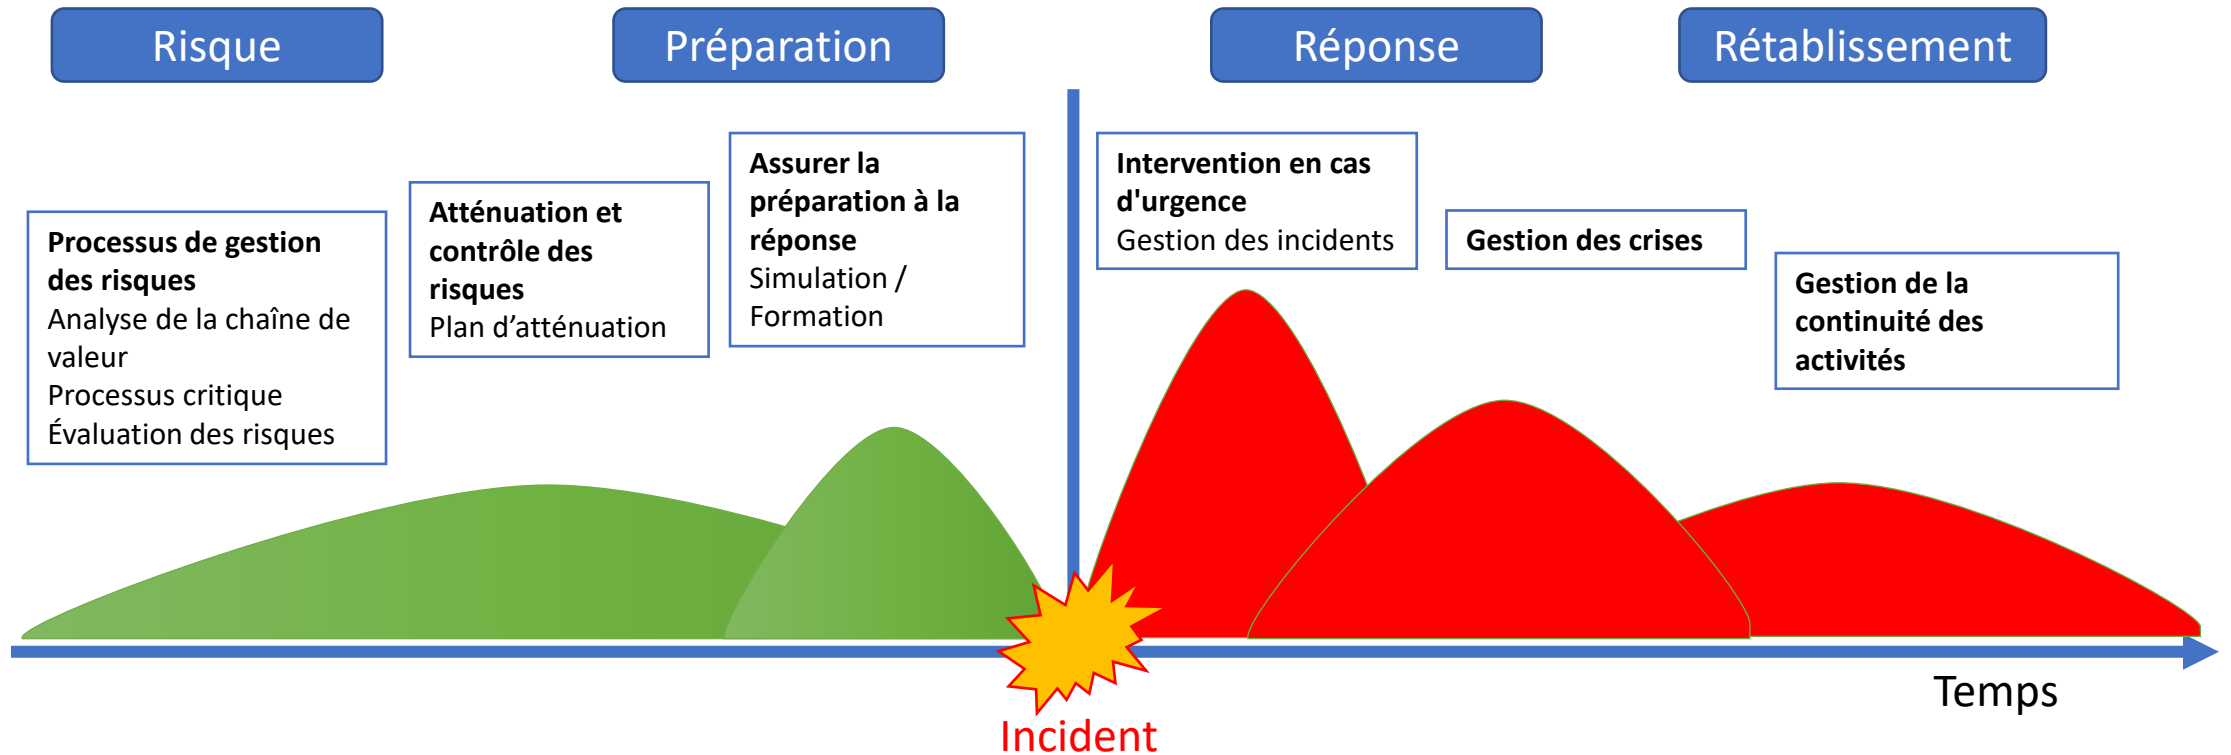 Risque
Préparation
Réponse
Rétablissement
Processus de gestion
des risques
Analyse de la chaîne de
valeur
Processus critique
Évaluation des risques
Atténuation et
contrôle des
risques
Plan d’atténuation
Assurer la
préparation à la
réponse
Simulation /
Formation
Intervention en cas
d'urgence
Gestion des incidents
Gestion des crises
Gestion de la
continuité des
activités
Temps
Incident